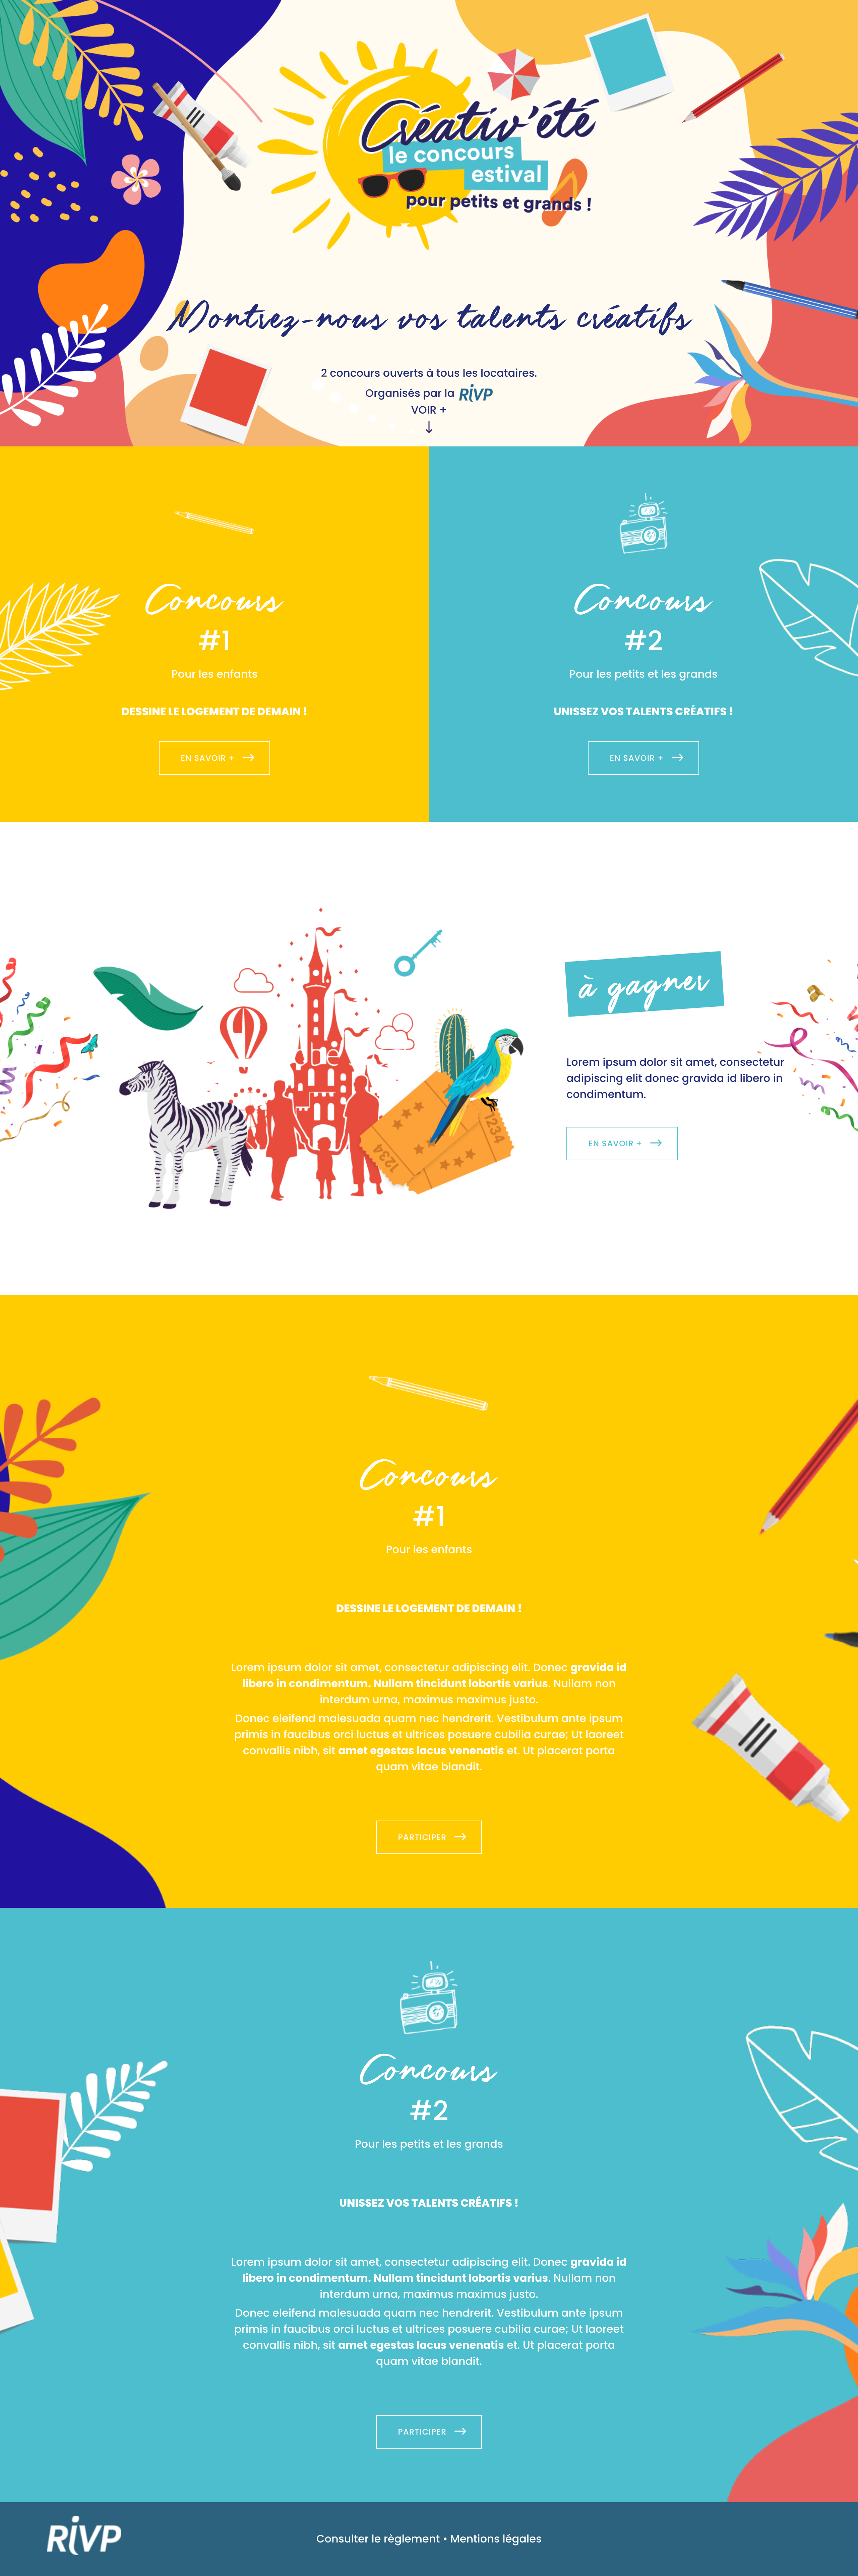 Créativ'été
le concours
estival
pour petits et grands !
Montrez-nous vos talents créatifs
2 concours ouverts à tous les locataires.
Organisés par la RiVP
VOIR +
Concours
#1
Pour les enfants
DESSINE LE LOGEMENT DE DEMAIN !
EN SAVOIR +
Concours
#2
Pour les petits et les grands
UNISSEZ VOS TALENTS CRÉATIFS !
EN SAVOIR +
1234
1234
à gagner
Lorem ipsum dolor sit amet, consectetur
adipiscing elit donec gravida id libero in
condimentum.
EN SAVOIR +
Concours
#1
Pour les enfants
DESSINE LE LOGEMENT DE DEMAIN !
Lorem ipsum dolor sit amet, consectetur adipiscing elit. Donec gravida id
libero in condimentum. Nullam tincidunt lobortis varius. Nullam non
interdum urna, maximus maximus justo.
Donec eleifend malesuada quam nec hendrerit. Vestibulum ante ipsum
primis in faucibus orci luctus et ultrices posuere cubilia curae; Ut laoreet
convallis nibh, sit amet egestas lacus venenatis et. Ut placerat porta
quam vitae blandit.
PARTICIPER
Concours
#2
Pour les petits et les grands
UNISSEZ VOS TALENTS CRÉATIFS !
Lorem ipsum dolor sit amet, consectetur adipiscing elit. Donec gravida id
libero in condimentum. Nullam tincidunt lobortis varius. Nullam non
interdum urna, maximus maximus justo.
Donec eleifend malesuada quam nec hendrerit. Vestibulum ante ipsum
primis in faucibus orci luctus et ultrices posuere cubilia curae; Ut laoreet
convallis nibh, sit amet egestas lacus venenatis et. Ut placerat porta
quam vitae blandit.
PARTICIPER
RiVP
Consulter le règlement • Mentions légales